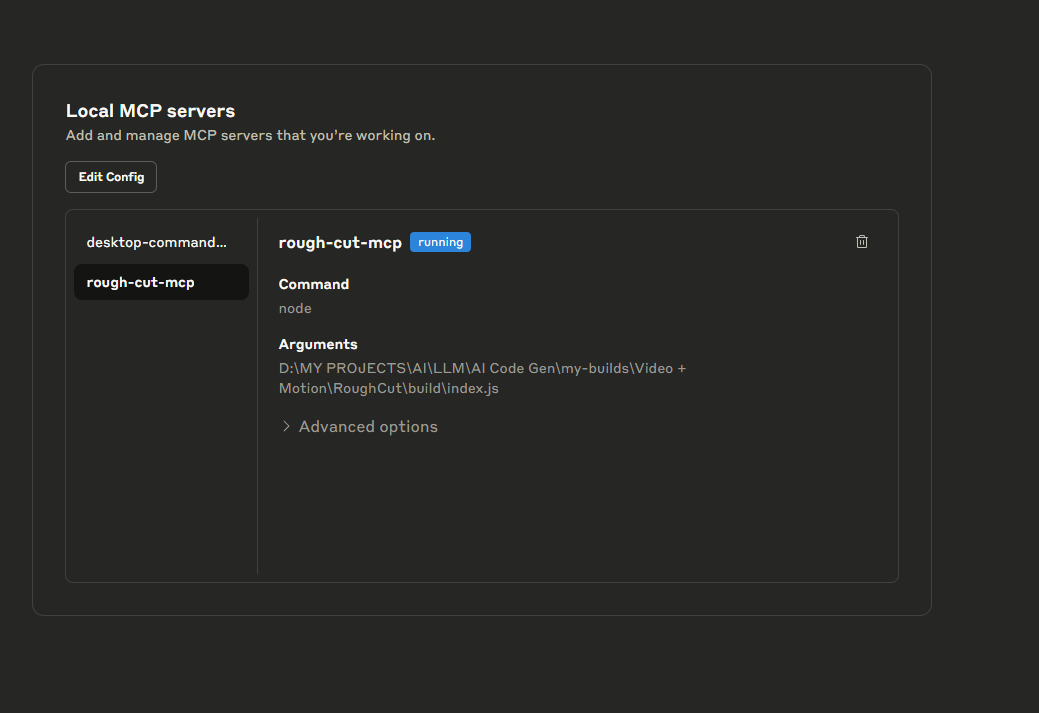 Local MCP servers
Add and manage MCP servers that you're working on.
Edit Config
desktop-command...
rough-cut-mcp
rough-cut-mcp running
Command
node
Arguments
D:\MY PROJECTS\AI\LLM\AI Code Gen\my-builds\Video +
Motion\RoughCut\build\index.js
Advanced options